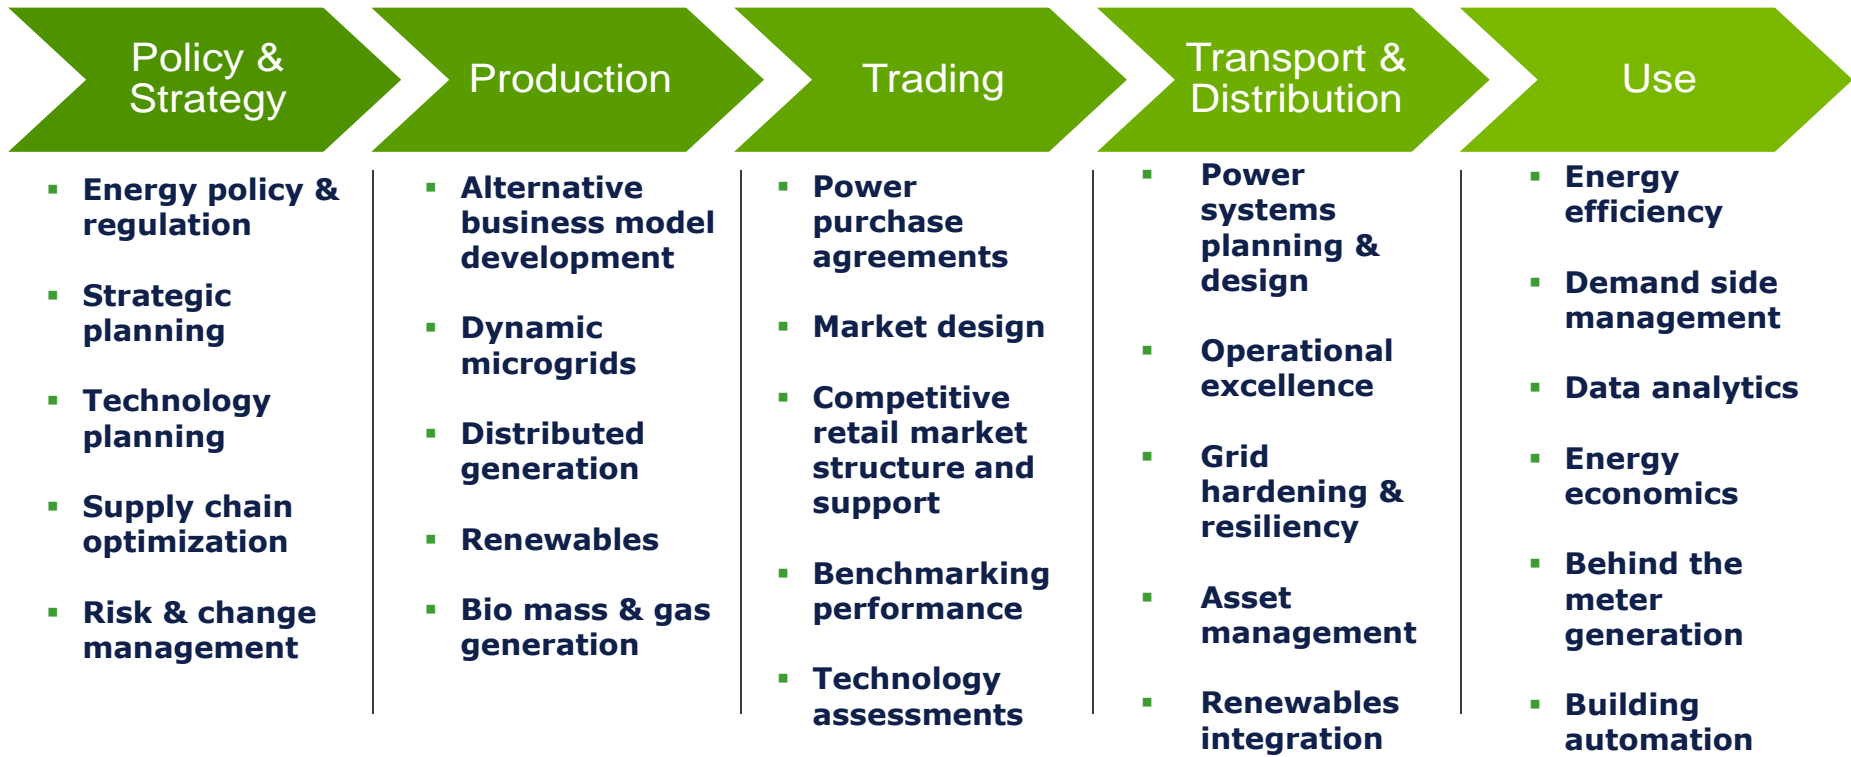 Policy &
Strategy
Production
Trading
Transport &
Distribution
Use
▪ Energy policy &
regulation
▪ Strategic
planning
▪ Technology
planning
▪ Supply chain
optimization
▪ Risk & change
management
▪ Alternative
business model
development
▪ Dynamic
microgrids
▪ Distributed
generation
▪ Renewables
▪ Bio mass & gas
generation
▪ Power
purchase
agreements
▪ Market design
▪ Competitive
retail market
structure and
support
▪ Benchmarking
performance
▪ Technology
assessments
▪ Power
systems
planning &
design
▪ Operational
excellence
▪ Grid
hardening &
resiliency
▪ Asset
management
▪ Renewables
integration
▪ Energy
efficiency
▪ Demand side
management
▪ Data analytics
▪ Energy
economics
▪ Behind the
meter
generation
▪ Building
automation